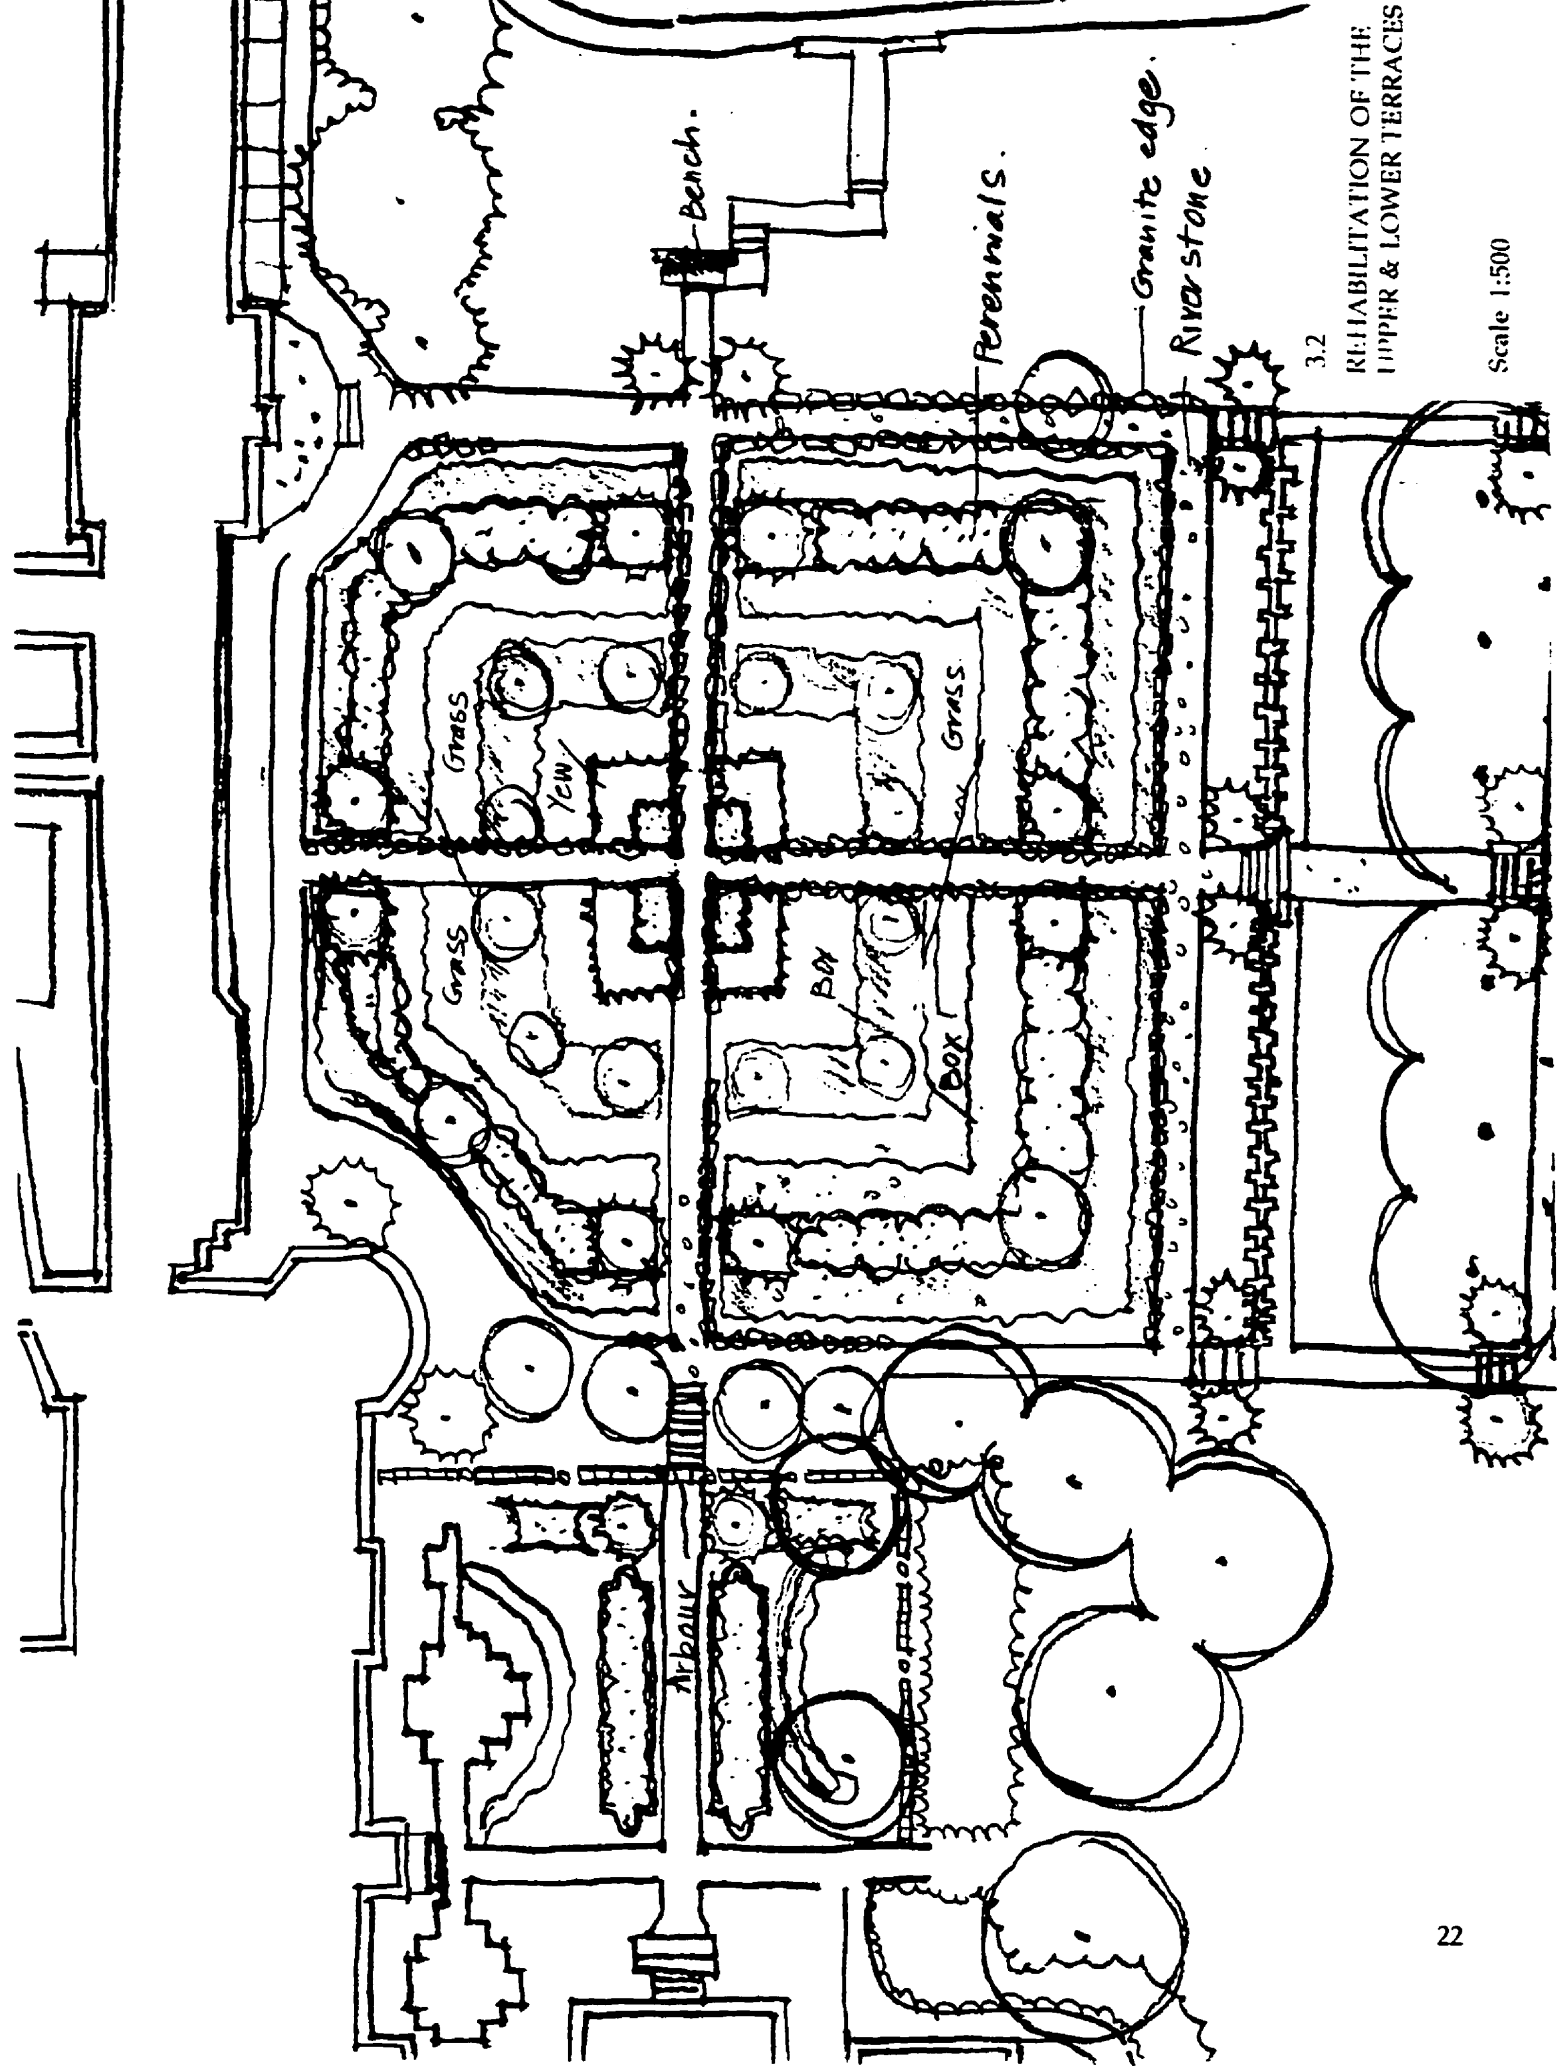 Bench.
Perennials.
Granite edge.
Riverstone
Grass
Yew
Grass
Grass
Box
Box
Arbour
3.2
REHABILITATION OF THE
UPPER & LOWER TERRACES
Scale 1:500
22